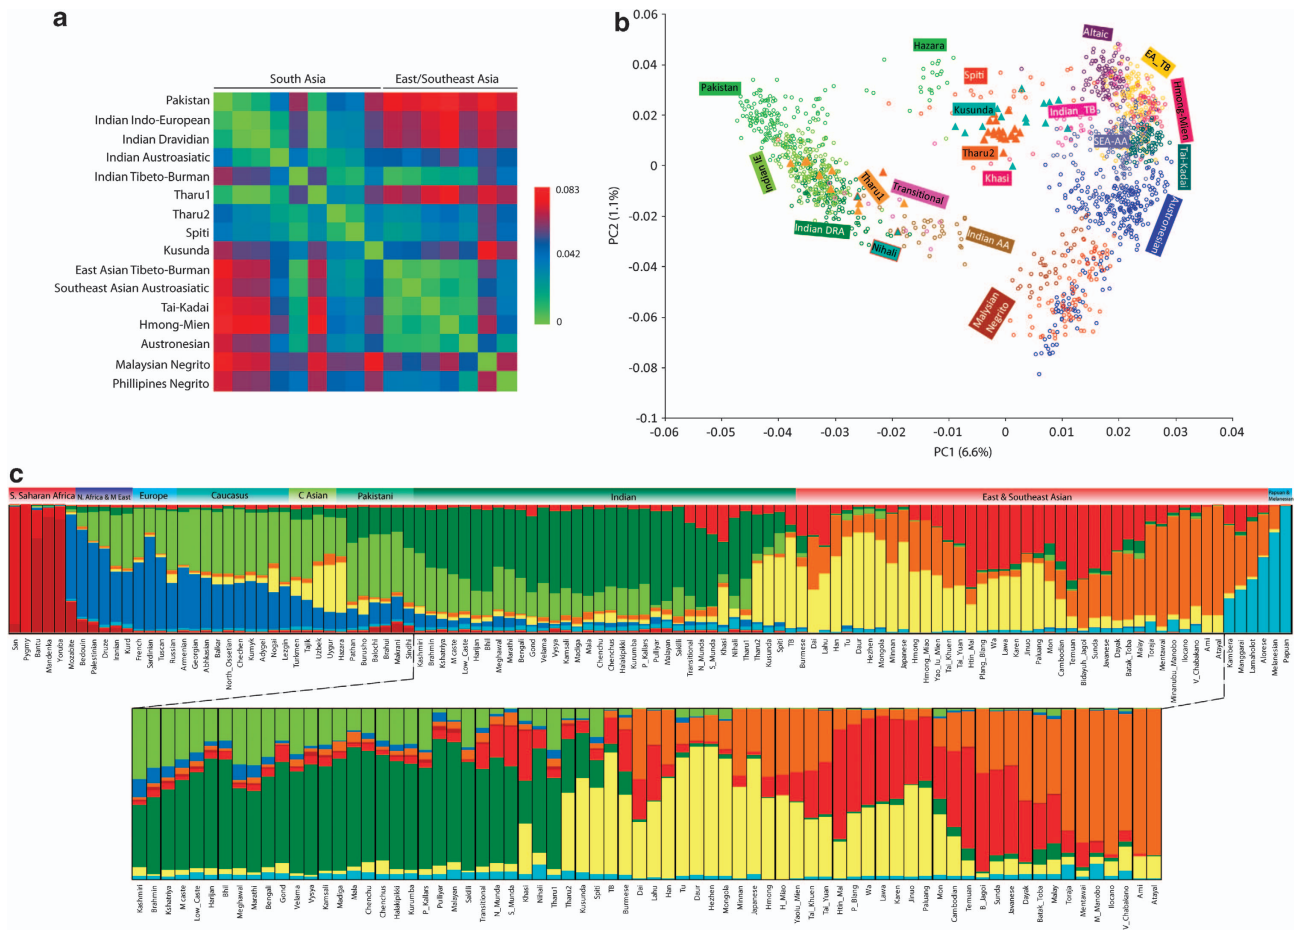 a
South Asia
East/Southeast Asia
Pakistan
Indian Indo-European
Indian Dravidian
Indian Austroasiatic
Indian Tibeto-Burman
Tharu1
Tharu2
Spiti
Kusunda
East Asian Tibeto-Burman
Southeast Asian Austroasiatic
Tai-Kadai
Hmong-Mien
Austronesian
Malaysian Negrito
Phillipines Negrito
0.083
0.042
0
b
0.06
0.04
0.02
0
-0.02
-0.04
-0.06
-0.08
-0.1
PC2 (1.1%)
-0.06
-0.05
-0.04
-0.03
-0.02
-0.01
0
0.01
0.02
0.03
0.04
PC1 (6.6%)
Pakistan
Hazara
Altaic
EA_TB
Spiti
Kusunda
Indian_TB
Hmong-Mien
SEA-AA
Tai-Kadai
Tharu2
Khasi
Indian IE
Tharu1
Transitional
Indian DRA
Nihali
Indian AA
Austronesian
Malysian
Negrito
c
S. Saharan Africa
N. Africa & M East
Europe
Caucasus
C Asian
Pakistani
Indian
East & Southeast Asian
Papuan &
Melanesian
San
Pygmy
Bantu
Mandenka
Yoruba
Mozabite
Bedouin
Palestinian
Druze
Iranian
Kurd
French
Sardinian
Tuscan
Russian
Armenian
Georgian
Abhkasian
Balkar
North_Ossetian
Chechen
Kumyk
Adygei
Nogai
Lezgin
Turkmen
Tajik
Uzbek
Uygur
Hazara
Pathan
Burusho
Balochi
Brahui
Makrani
Sindhi
Kashmiri
Brahmin
Kshatriya
M caste
Low_Caste
Harijan
Bhil
Meghawal
Marathi
Bengali
Gond
Velama
Vysya
Kamsali
Madiga
Mala
Chenchu
Chenchus
Halakipikki
Kurumba
P_Kallan
Pulliyar
Malayan
Sakilli
Transitional
N_Munda
S_Munda
Khasi
Nihali
Tharu1
Tharu2
Kusunda
Spiti
TB
Burmese
Dai
Lahu
Han
Tu
Daur
Hezhen
Mongola
Minnan
Japanese
Hmong
Hmong_Miao
Yao_Iu_Mien
Tai_Khuen
Tai_Yuan
Htin_Mal
Plang_Blang
Wa
Lawa
Karen
Jinuo
Palaung
Mon
Cambodian
Temuan
Bidayuh_Jagoi
Sunda
Javanese
Dayak
Batak_Toba
Malay
Toraja
Mentawai
Minanubu_Manobo
Ilocano
V_Chabakano
Ami
Atayal
Kambera
Manggarai
Lamaholot
Alorese
Melanesian
Papuan
Kashmiri
Brahmin
Kshatriya
M caste
Low_Caste
Harijan
Bhil
Meghawal
Marathi
Bengali
Gond
Velama
Vysya
Kamsali
Madiga
Mala
Chenchu
Chenchus
Hakkipikki
Kurumba
P_Kallars
Pulliyar
Malayan
Sakilli
Transitional
N_Munda
S_Munda
Khasi
Nihali
Tharu1
Tharu2
Kusunda
Spiti
TB
Burmese
Dai
Lahu
Han
Tu
Daur
Hezhen
Mongola
Minnan
Japanese
Hmong
H_Miao
YaoIu_Mien
Tai_Khuen
Tai_Yuan
Htin_Mal
P_Blang
Wa
Lawa
Karen
Jinuo
Palaung
Mon
Cambodian
Temuan
B_Jagoi
Sunda
Javanese
Dayak
Batak_Toba
Malay
Toraja
Mentawai
M_Manobo
Ilocano
V_Chabakano
Ami
Atayal